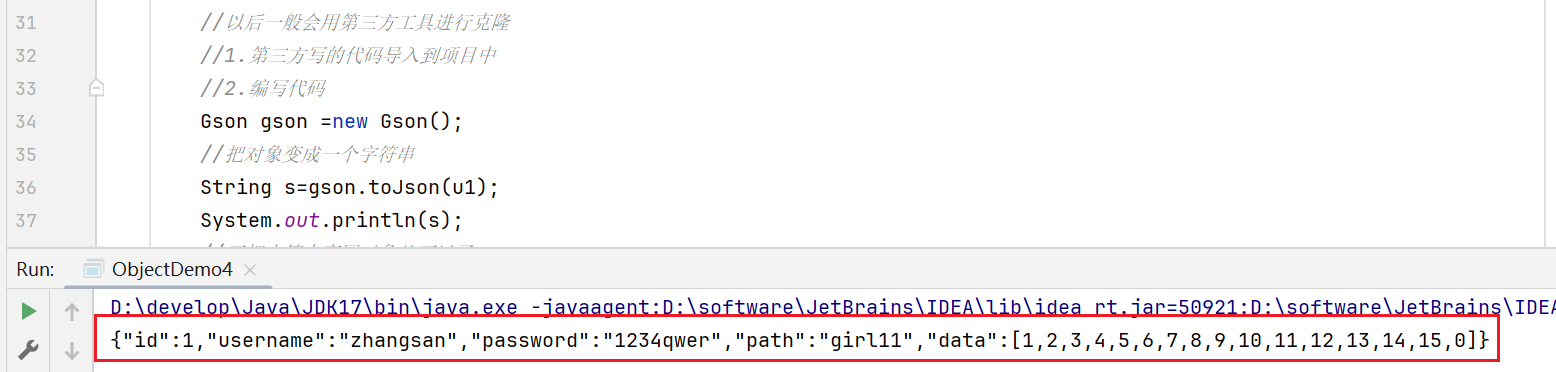 31 //以后一般会用第三方工具进行克隆
32 //1.第三方写的代码导入到项目中
33 //2.编写代码
34 Gson gson =new Gson();
35 //把对象变成一个字符串
36 String s=gson.toJson(u1);
37 System.out.println(s);
Run: ObjectDemo4
D:\develop\Java\JDK17\bin\java.exe -javaagent:D:\software\JetBrains\IDEA\lib\idea_rt.jar=50921:D:\software\JetBrains\IDEA
{"id":1,"username":"zhangsan","password":"1234qwer","path":"girl11","data":[1,2,3,4,5,6,7,8,9,10,11,12,13,14,15,0]}